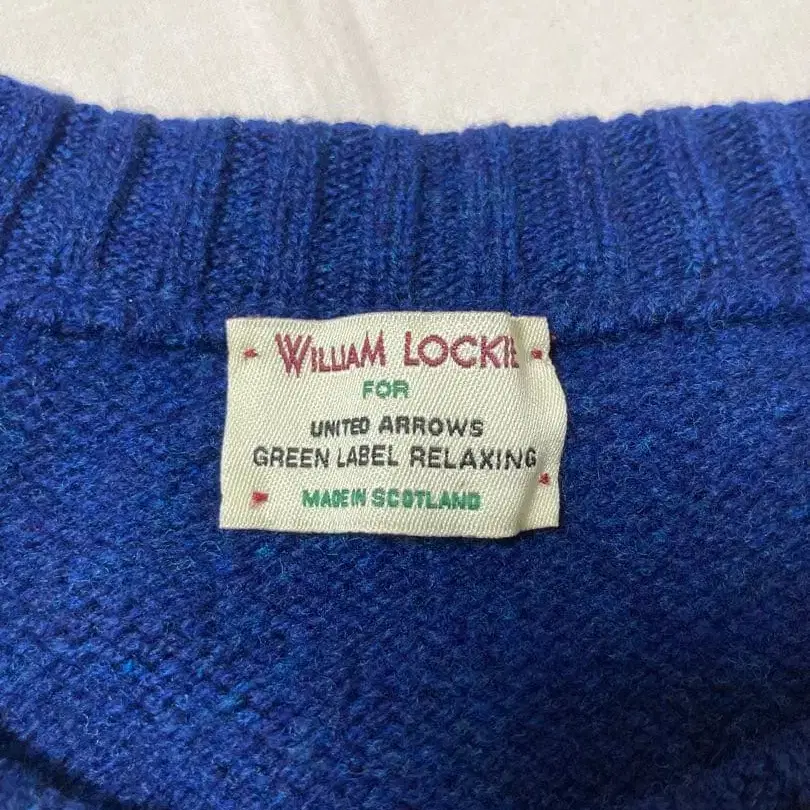 WILLIAM LOCKIE
FOR
UNITED ARROWS
GREEN LABEL RELAXING
MADE IN SCOTLAND